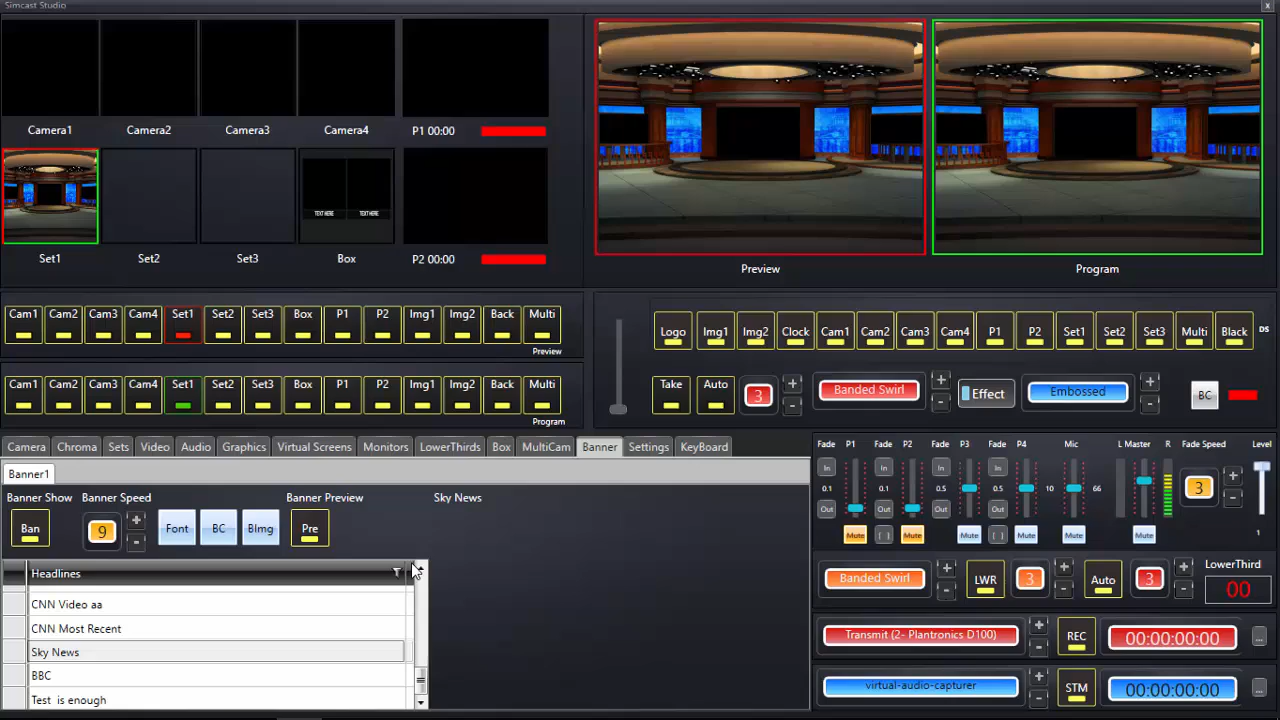 Simcast Studio
x
Camera1 Camera2 Camera3 Camera4 P1 00:00
TEXT HERE TEXT HERE
Set1 Set2 Set3 Box P2 00:00
Preview Program
Cam1 Cam2 Cam3 Cam4 Set1 Set2 Set3 Box P1 P2 Img1 Img2 Back Multi
Preview
Logo Img1 Img2 Clock Cam1 Cam2 Cam3 Cam4 P1 P2 Set1 Set2 Set3 Multi Black DS
Cam1 Cam2 Cam3 Cam4 Set1 Set2 Set3 Box P1 P2 Img1 Img2 Back Multi
Program
Take Auto 3 + - Banded Swirl + - Effect Embossed + - BC
Camera Chroma Sets Video Audio Graphics Virtual Screens Monitors LowerThirds Box MultiCam Banner Settings KeyBoard
Banner1
Banner Show Banner Speed Banner Preview Sky News
Ban 9 + - Font BC BImg Pre
Headlines
CNN Video aa
CNN Most Recent
Sky News
BBC
Test is enough
Fade P1 Fade P2 Fade P3 Fade P4 Mic L Master R Fade Speed Level
In In In In
0.1 0.1 0.5 0.5 10 66 3 + -
Out Out Out Out 1
Mute [ ] Mute Mute [ ] Mute Mute Mute
Banded Swirl + - LWR 3 + - Auto 3 + - LowerThird
00
Transmit (2- Plantronics D100) + - REC 00:00:00:00 ...
virtual-audio-capturer + - STM 00:00:00:00 ...